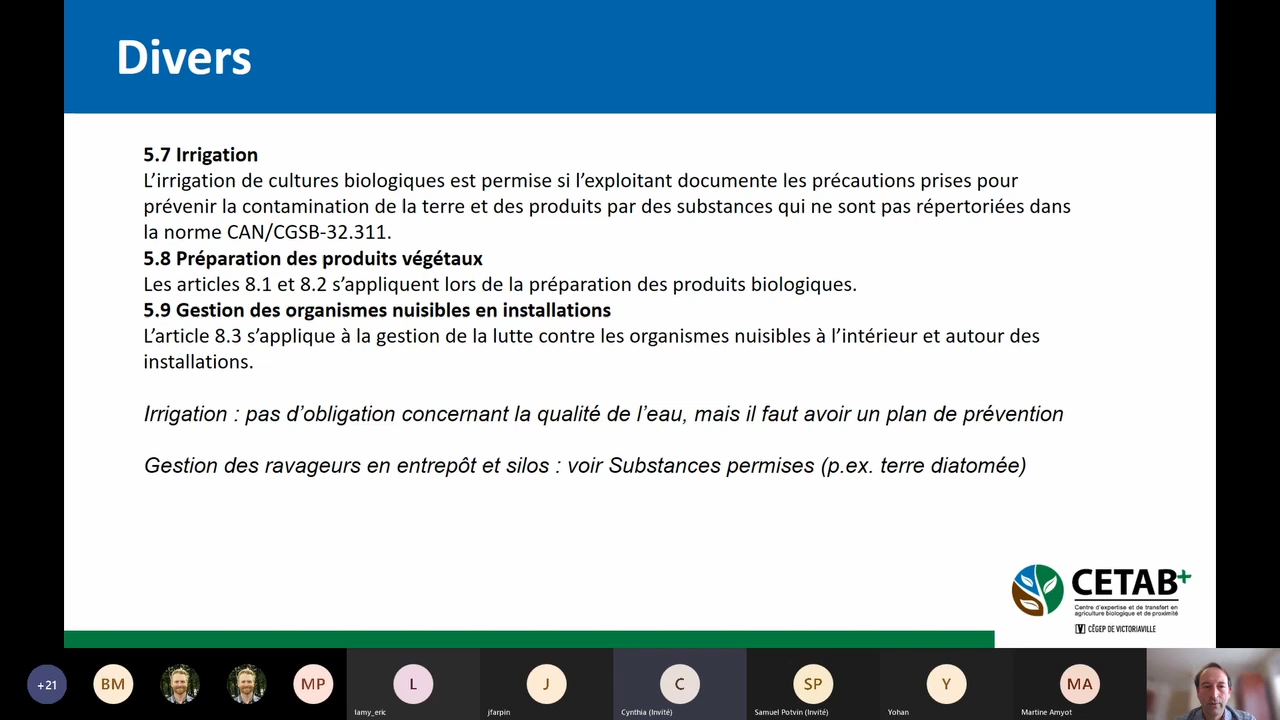 Divers
5.7 Irrigation
L’irrigation de cultures biologiques est permise si l’exploitant documente les précautions prises pour
prévenir la contamination de la terre et des produits par des substances qui ne sont pas répertoriées dans
la norme CAN/CGSB-32.311.
5.8 Préparation des produits végétaux
Les articles 8.1 et 8.2 s’appliquent lors de la préparation des produits biologiques.
5.9 Gestion des organismes nuisibles en installations
L’article 8.3 s’applique à la gestion de la lutte contre les organismes nuisibles à l’intérieur et autour des
installations.
Irrigation : pas d’obligation concernant la qualité de l’eau, mais il faut avoir un plan de prévention
Gestion des ravageurs en entrepôt et silos : voir Substances permises (p.ex. terre diatomée)
CETAB+
Centre d’expertise et de transfert en
agriculture biologique et de proximité
CÉGEP DE VICTORIAVILLE
+21 BM MP L J C SP Y MA
lamy_eric jfarpin Cynthia (Invité) Samuel Potvin (Invité) Yohan Martine Amyot